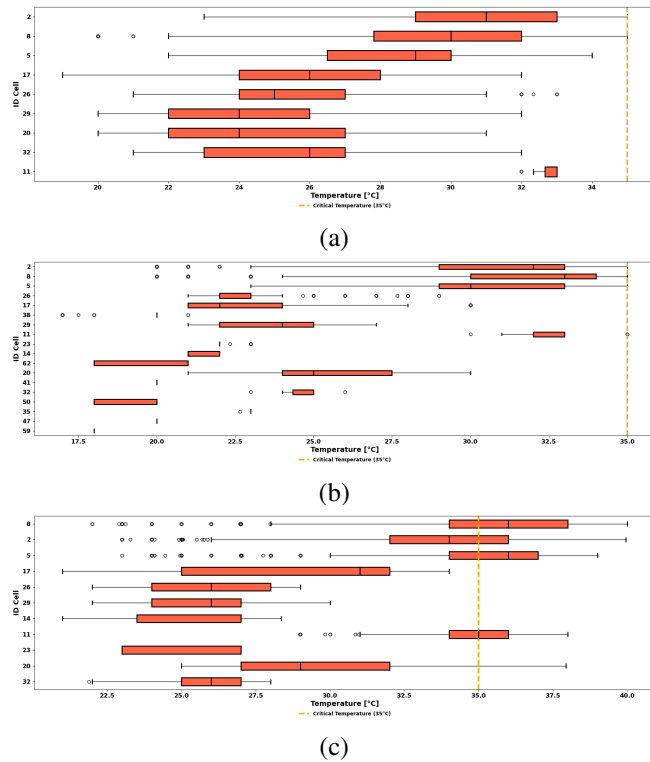 2
8
5
17
26
29
20
32
11
ID Cell
20 22 24 26 28 30 32 34
Temperature [°C]
Critical Temperature (35°C)
(a)
2
8
5
26
17
38
29
11
23
14
62
20
41
32
50
35
47
59
ID Cell
17.5 20.0 22.5 25.0 27.5 30.0 32.5 35.0
Temperature [°C]
Critical Temperature (35°C)
(b)
8
2
5
17
26
29
14
11
23
20
32
ID Cell
22.5 25.0 27.5 30.0 32.5 35.0 37.5 40.0
Temperature [°C]
Critical Temperature (35°C)
(c)